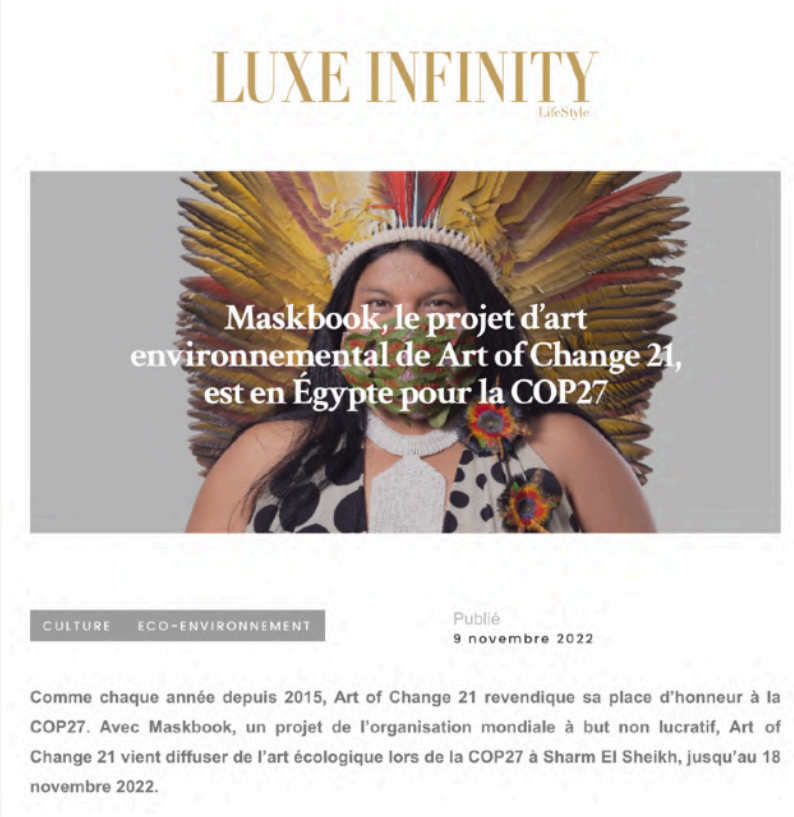 LUXE INFINITY
LifeStyle
Maskbook, le projet d'art
environnemental de Art of Change 21,
est en Égypte pour la COP27
CULTURE ECO-ENVIRONNEMENT
Publié
9 novembre 2022
Comme chaque année depuis 2015, Art of Change 21 revendique sa place d'honneur à la
COP27. Avec Maskbook, un projet de l'organisation mondiale à but non lucratif, Art of
Change 21 vient diffuser de l'art écologique lors de la COP27 à Sharm El Sheikh, jusqu'au 18
novembre 2022.